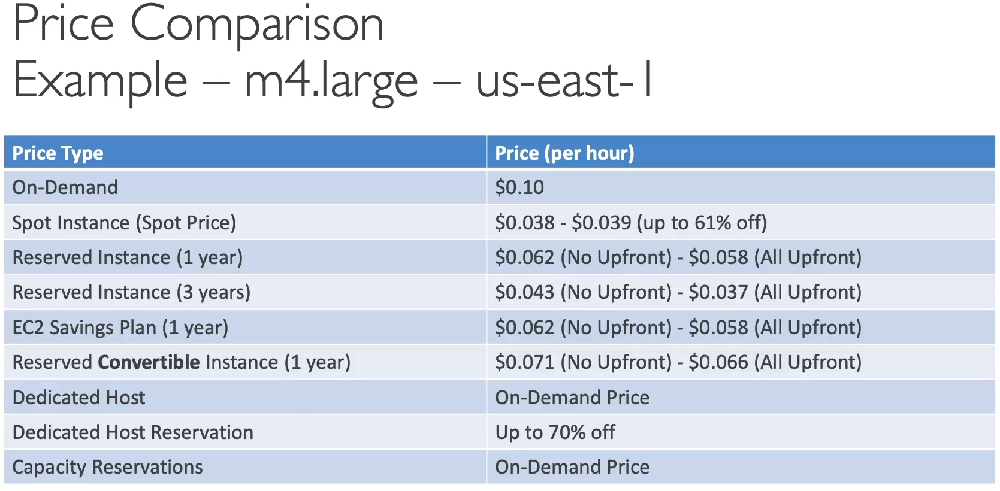 Price Comparison
Example – m4.large – us-east-1
Price Type Price (per hour)
On-Demand $0.10
Spot Instance (Spot Price) $0.038 - $0.039 (up to 61% off)
Reserved Instance (1 year) $0.062 (No Upfront) - $0.058 (All Upfront)
Reserved Instance (3 years) $0.043 (No Upfront) - $0.037 (All Upfront)
EC2 Savings Plan (1 year) $0.062 (No Upfront) - $0.058 (All Upfront)
Reserved Convertible Instance (1 year) $0.071 (No Upfront) - $0.066 (All Upfront)
Dedicated Host On-Demand Price
Dedicated Host Reservation Up to 70% off
Capacity Reservations On-Demand Price